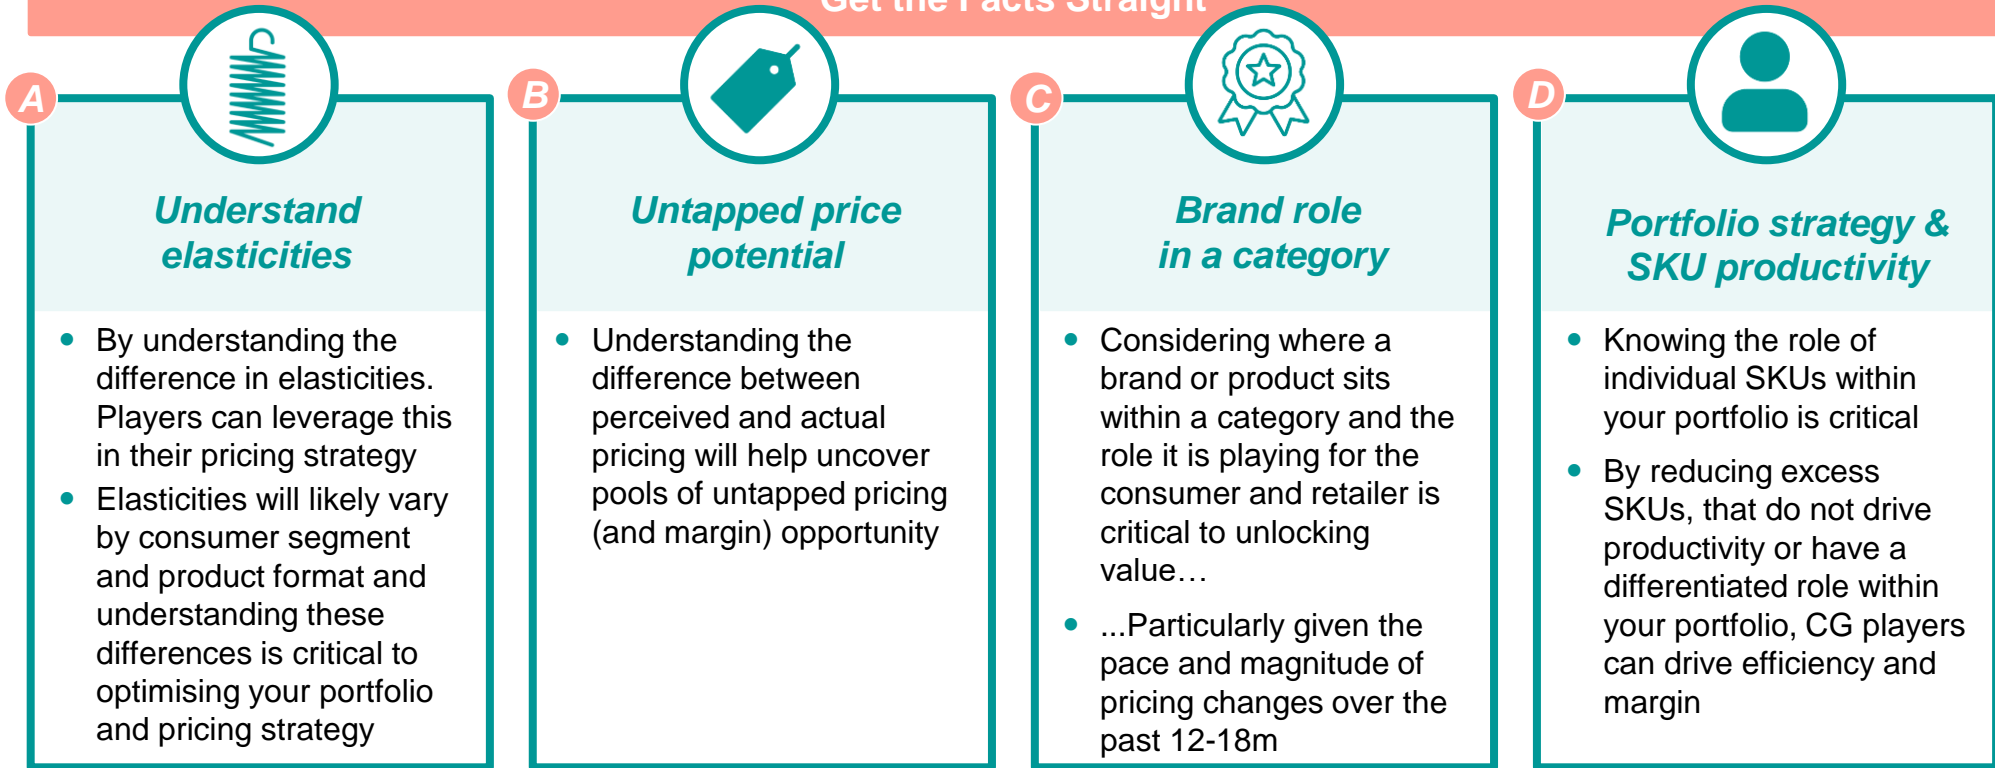 Get the Facts Straight
A
Understand
elasticities
• By understanding the
difference in elasticities.
Players can leverage this
in their pricing strategy
• Elasticities will likely vary
by consumer segment
and product format and
understanding these
differences is critical to
optimising your portfolio
and pricing strategy
B
Untapped price
potential
• Understanding the
difference between
perceived and actual
pricing will help uncover
pools of untapped pricing
(and margin) opportunity
C
Brand role
in a category
• Considering where a
brand or product sits
within a category and the
role it is playing for the
consumer and retailer is
critical to unlocking
value…
• ...Particularly given the
pace and magnitude of
pricing changes over the
past 12-18m
D
Portfolio strategy &
SKU productivity
• Knowing the role of
individual SKUs within
your portfolio is critical
• By reducing excess
SKUs, that do not drive
productivity or have a
differentiated role within
your portfolio, CG players
can drive efficiency and
margin